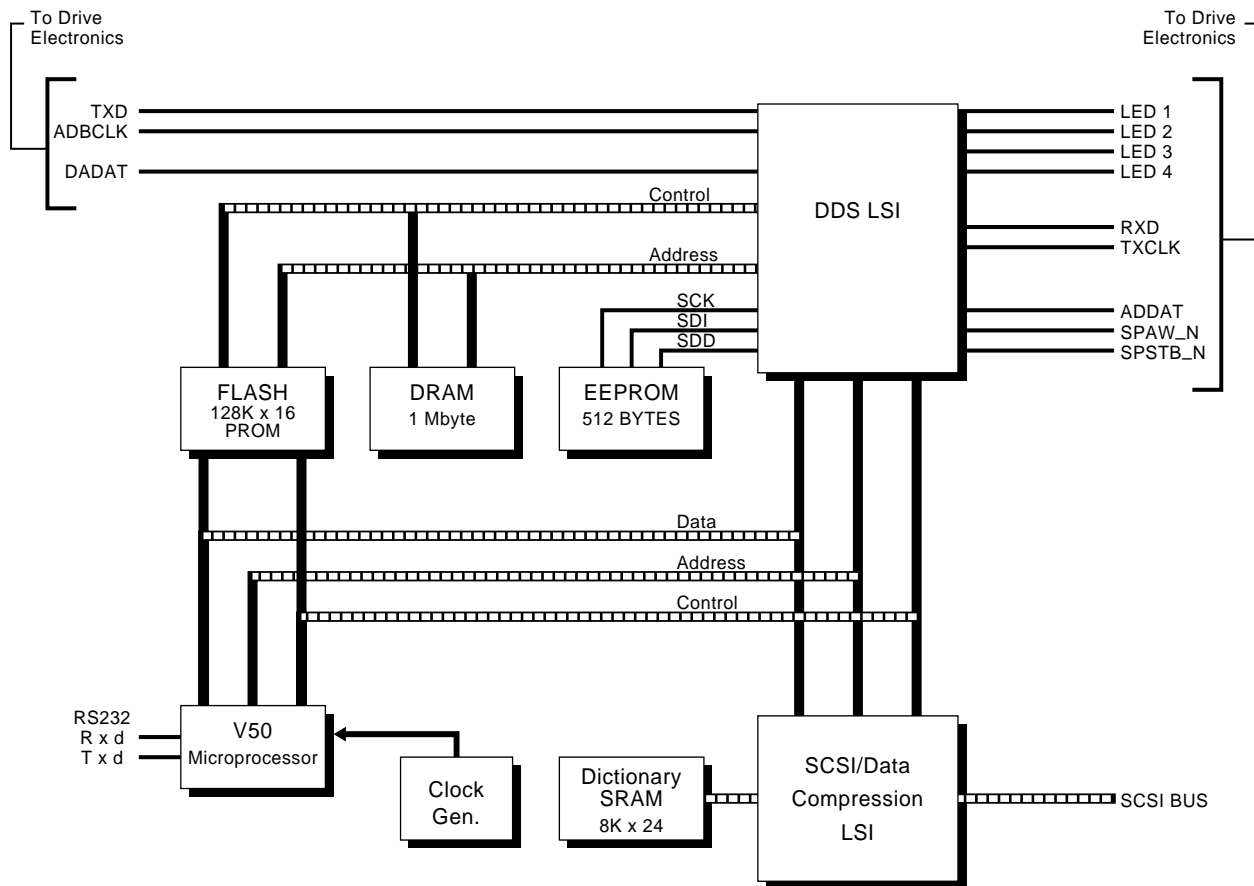 To Drive
Electronics
To Drive
Electronics
TXD
ADBCLK
DADAT
Control
Address
SCK
SDI
SDD
DDS LSI
LED 1
LED 2
LED 3
LED 4
RXD
TXCLK
ADDAT
SPAW_N
SPSTB_N
FLASH
128K x 16
PROM
DRAM
1 Mbyte
EEPROM
512 BYTES
Data
Address
Control
RS232
R x d
T x d
V50
Microprocessor
Clock
Gen.
Dictionary
SRAM
8K x 24
SCSI/Data
Compression
LSI
SCSI BUS